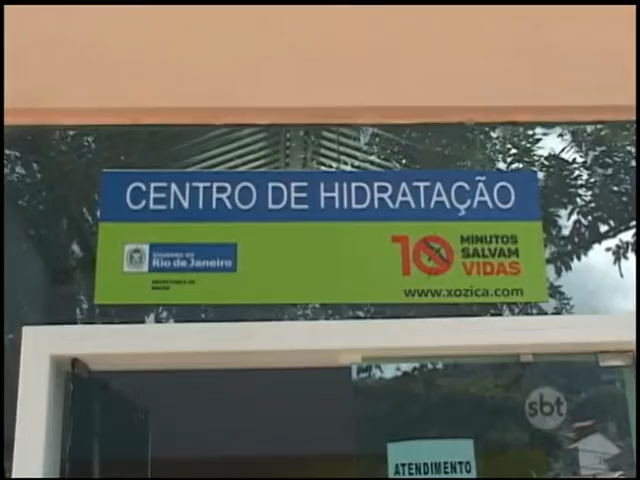 CENTRO DE HIDRATAÇÃO
GOVERNO DO
Rio de Janeiro
SECRETARIA DE
SAÚDE
10 MINUTOS
SALVAM
VIDAS
www.xozica.com
sbt
ATENDIMENTO